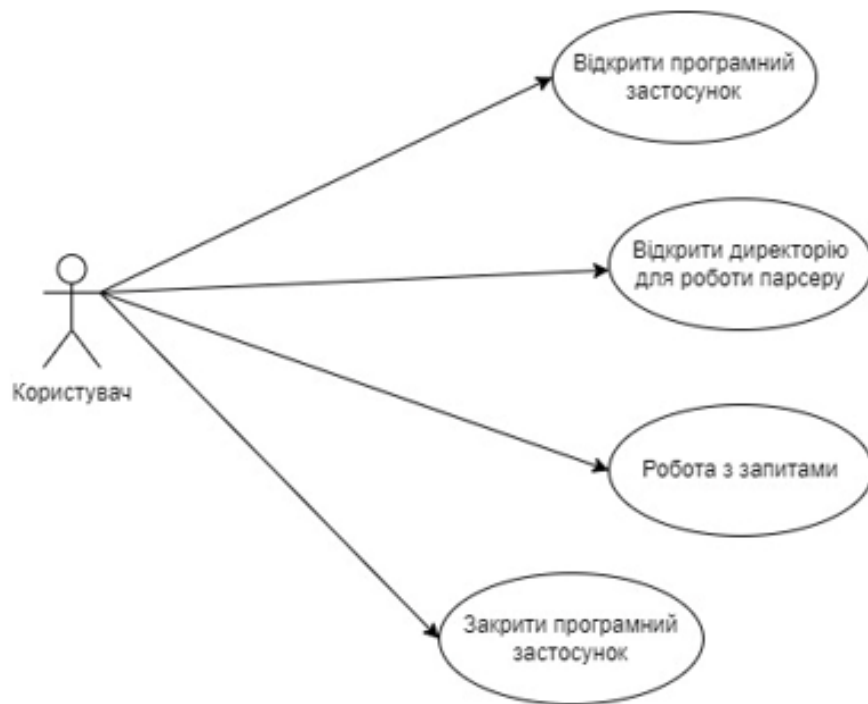 Відкрити програмний
застосунок
Відкрити директорію
для роботи парсеру
Користувач
Робота з запитами
Закрити програмний
застосунок